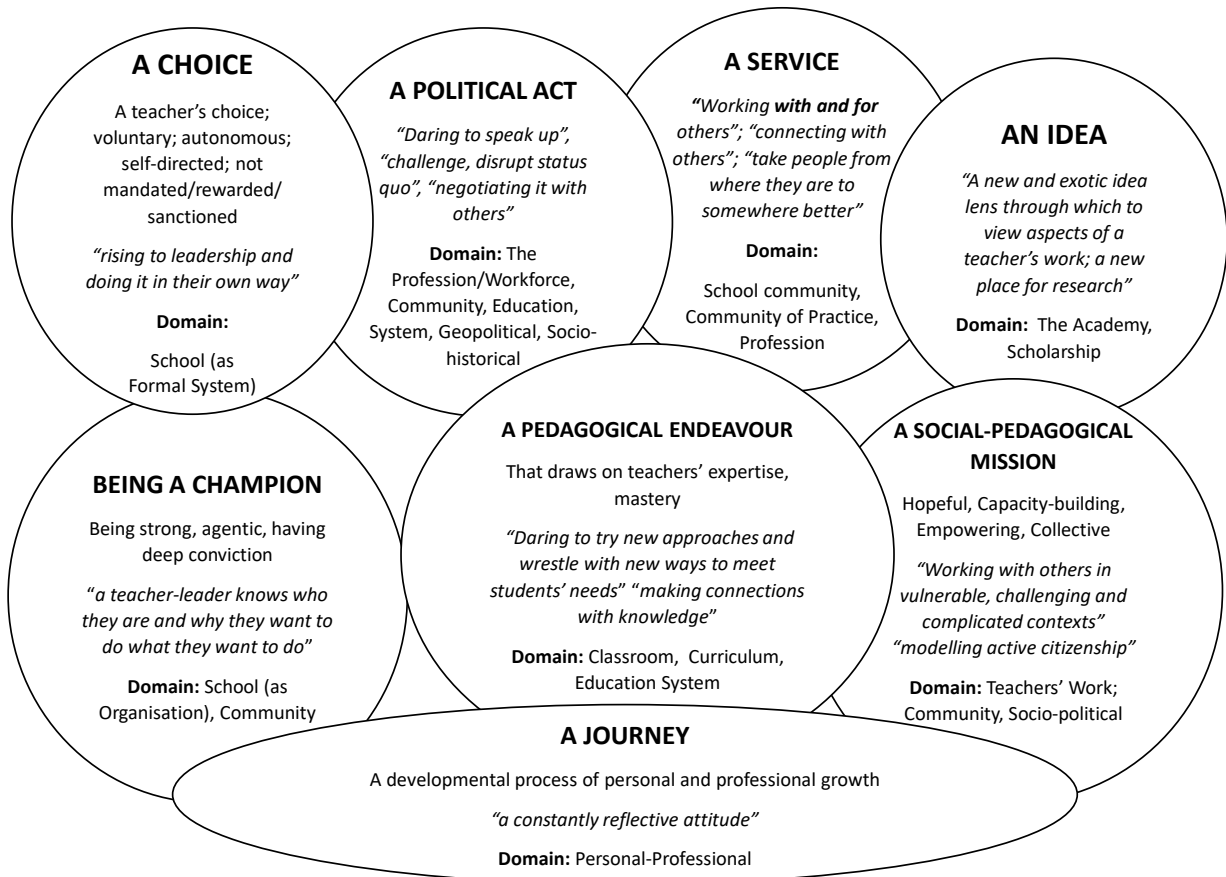 A CHOICE
A teacher’s choice;
voluntary; autonomous;
self-directed; not
mandated/rewarded/
sanctioned
“rising to leadership and
doing it in their own way”
Domain:
School (as
Formal System)
A POLITICAL ACT
“Daring to speak up”,
“challenge, disrupt status
quo”, “negotiating it with
others”
Domain: The
Profession/Workforce,
Community, Education,
System, Geopolitical, Socio-
historical
A SERVICE
“Working with and for
others”; “connecting with
others”; “take people from
where they are to
somewhere better”
Domain:
School community,
Community of Practice,
Profession
AN IDEA
“A new and exotic idea
lens through which to
view aspects of a
teacher’s work; a new
place for research”
Domain: The Academy,
Scholarship
BEING A CHAMPION
Being strong, agentic, having
deep conviction
“a teacher-leader knows who
they are and why they want to
do what they want to do”
Domain: School (as
Organisation), Community
A PEDAGOGICAL ENDEAVOUR
That draws on teachers’ expertise,
mastery
“Daring to try new approaches and
wrestle with new ways to meet
students’ needs” “making connections
with knowledge”
Domain: Classroom, Curriculum,
Education System
A SOCIAL-PEDAGOGICAL
MISSION
Hopeful, Capacity-building,
Empowering, Collective
“Working with others in
vulnerable, challenging and
complicated contexts”
“modelling active citizenship”
Domain: Teachers’ Work;
Community, Socio-political
A JOURNEY
A developmental process of personal and professional growth
“a constantly reflective attitude”
Domain: Personal-Professional